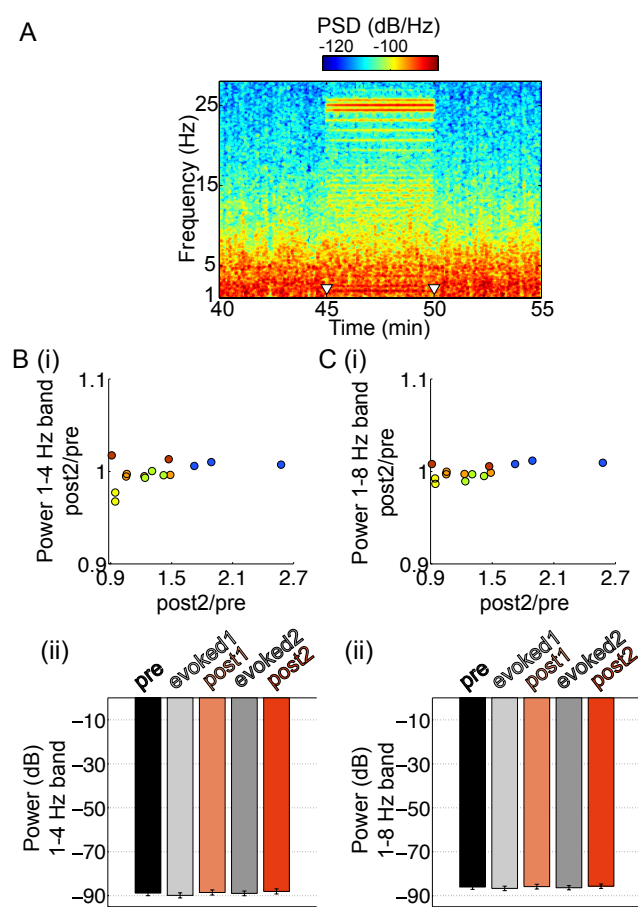 A
PSD (dB/Hz)
-120 -100
Frequency (Hz)
25
15
5
1
40 45 50 55
Time (min)
B (i)
Power 1-4 Hz band
post2/pre
1.1
1
0.9
0.9 1.5 2.1 2.7
post2/pre
C (i)
Power 1-8 Hz band
post2/pre
1.1
1
0.9
0.9 1.5 2.1 2.7
post2/pre
(ii)
pre evoked1 post1 evoked2 post2
Power (dB)
1-4 Hz band
−10
−30
−50
−70
−90
(ii)
pre evoked1 post1 evoked2 post2
Power (dB)
1-8 Hz band
−10
−30
−50
−70
−90